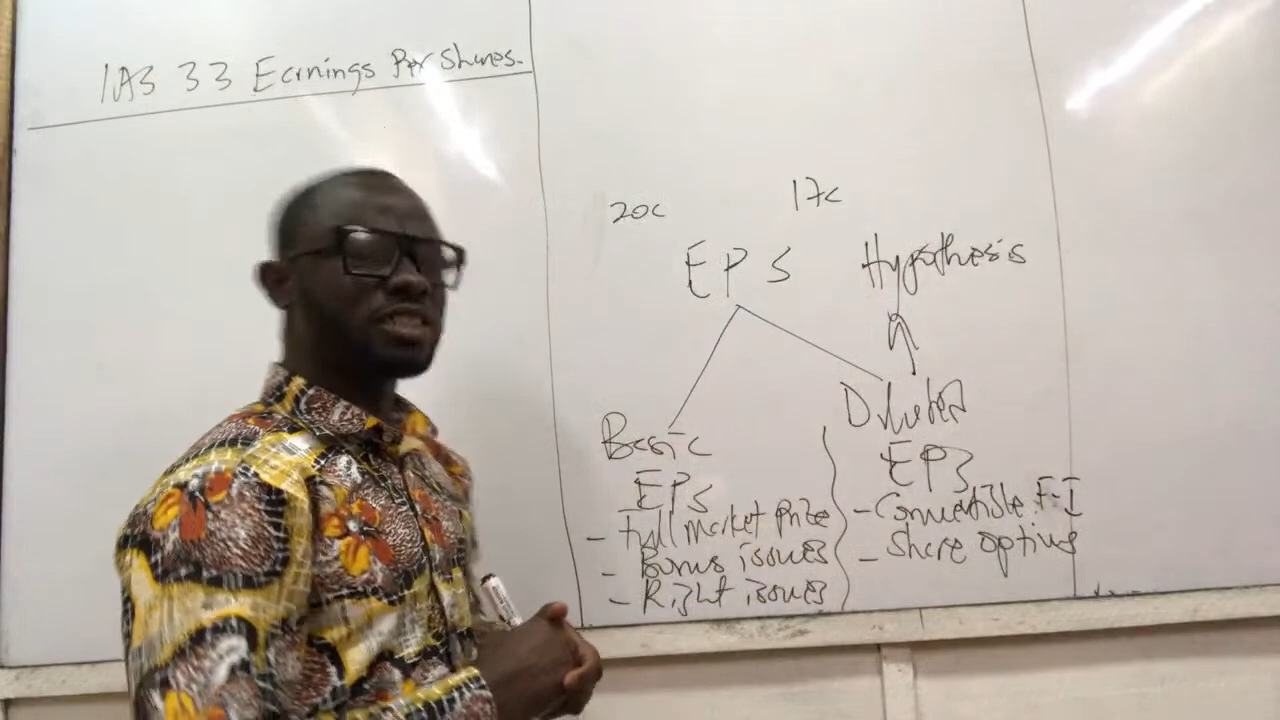 IAS 33 Earnings Per Shares.
20c 17c
EPS Hypothesis
Basic
EPS
- Full market price
- Bonus issues
- Right issues
Diluted
EPS
- Convertible F-I
- Share options